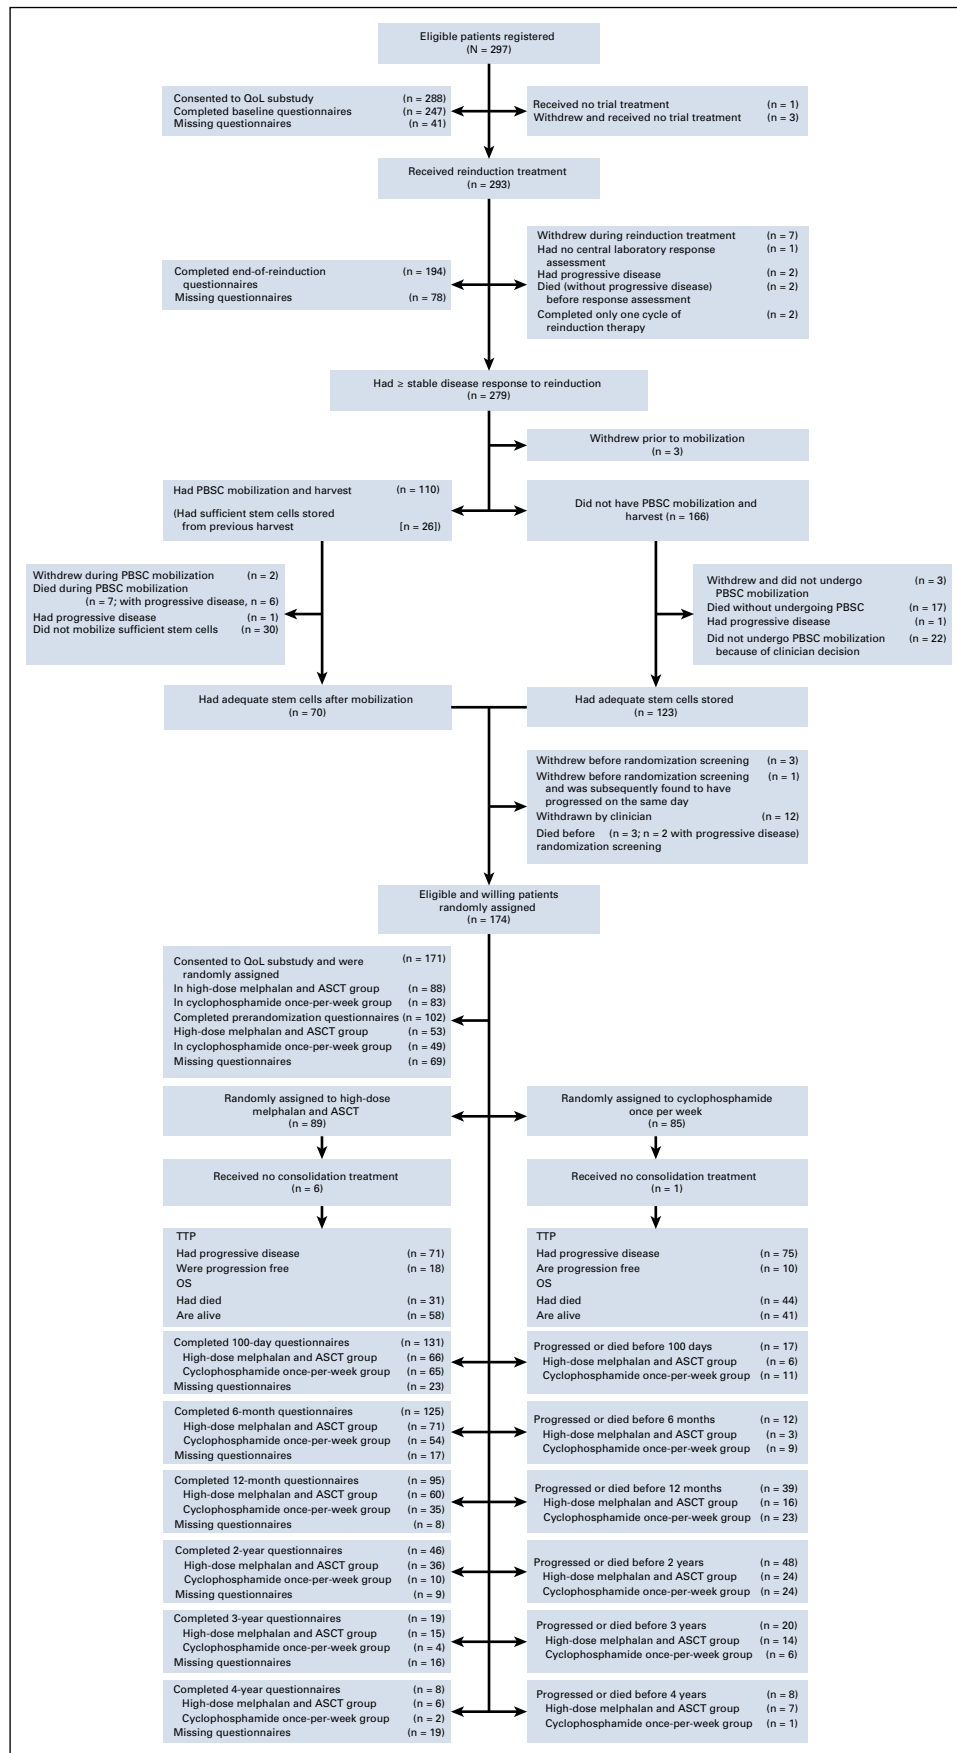 Eligible patients registered
(N = 297)
Consented to QoL substudy (n = 288)
Completed baseline questionnaires (n = 247)
Missing questionnaires (n = 41)
Received no trial treatment (n = 1)
Withdrew and received no trial treatment (n = 3)
Received reinduction treatment
(n = 293)
Completed end-of-reinduction (n = 194)
questionnaires
Missing questionnaires (n = 78)
Withdrew during reinduction treatment (n = 7)
Had no central laboratory response (n = 1)
assessment
Had progressive disease (n = 2)
Died (without progressive disease) (n = 2)
before response assessment
Completed only one cycle of (n = 2)
reinduction therapy
Had ≥ stable disease response to reinduction
(n = 279)
Withdrew prior to mobilization
(n = 3)
Had PBSC mobilization and harvest (n = 110)
(Had sufficient stem cells stored
from previous harvest [n = 26])
Did not have PBSC mobilization and
harvest (n = 166)
Withdrew during PBSC mobilization (n = 2)
Died during PBSC mobilization
(n = 7; with progressive disease, n = 6)
Had progressive disease (n = 1)
Did not mobilize sufficient stem cells (n = 30)
Withdrew and did not undergo (n = 3)
PBSC mobilization
Died without undergoing PBSC (n = 17)
Had progressive disease (n = 1)
Did not undergo PBSC mobilization (n = 22)
because of clinician decision
Had adequate stem cells after mobilization
(n = 70)
Had adequate stem cells stored
(n = 123)
Withdrew before randomization screening (n = 3)
Withdrew before randomization screening (n = 1)
and was subsequently found to have
progressed on the same day
Withdrawn by clinician (n = 12)
Died before (n = 3; n = 2 with progressive disease)
randomization screening
Eligible and willing patients
randomly assigned
(n = 174)
Consented to QoL substudy and were (n = 171)
randomly assigned
In high-dose melphalan and ASCT group (n = 88)
In cyclophosphamide once-per-week group (n = 83)
Completed prerandomization questionnaires (n = 102)
High-dose melphalan and ASCT group (n = 53)
In cyclophosphamide once-per-week group (n = 49)
Missing questionnaires (n = 69)
Randomly assigned to high-dose
melphalan and ASCT
(n = 89)
Randomly assigned to cyclophosphamide
once per week
(n = 85)
Received no consolidation treatment
(n = 6)
Received no consolidation treatment
(n = 1)
TTP
Had progressive disease (n = 71)
Were progression free (n = 18)
OS
Had died (n = 31)
Are alive (n = 58)
TTP
Had progressive disease (n = 75)
Are progression free (n = 10)
OS
Had died (n = 44)
Are alive (n = 41)
Completed 100-day questionnaires (n = 131)
High-dose melphalan and ASCT group (n = 66)
Cyclophosphamide once-per-week group (n = 65)
Missing questionnaires (n = 23)
Progressed or died before 100 days (n = 17)
High-dose melphalan and ASCT group (n = 6)
Cyclophosphamide once-per-week group (n = 11)
Completed 6-month questionnaires (n = 125)
High-dose melphalan and ASCT group (n = 71)
Cyclophosphamide once-per-week group (n = 54)
Missing questionnaires (n = 17)
Progressed or died before 6 months (n = 12)
High-dose melphalan and ASCT group (n = 3)
Cyclophosphamide once-per-week group (n = 9)
Completed 12-month questionnaires (n = 95)
High-dose melphalan and ASCT group (n = 60)
Cyclophosphamide once-per-week group (n = 35)
Missing questionnaires (n = 8)
Progressed or died before 12 months (n = 39)
High-dose melphalan and ASCT group (n = 16)
Cyclophosphamide once-per-week group (n = 23)
Completed 2-year questionnaires (n = 46)
High-dose melphalan and ASCT group (n = 36)
Cyclophosphamide once-per-week group (n = 10)
Missing questionnaires (n = 9)
Progressed or died before 2 years (n = 48)
High-dose melphalan and ASCT group (n = 24)
Cyclophosphamide once-per-week group (n = 24)
Completed 3-year questionnaires (n = 19)
High-dose melphalan and ASCT group (n = 15)
Cyclophosphamide once-per-week group (n = 4)
Missing questionnaires (n = 16)
Progressed or died before 3 years (n = 20)
High-dose melphalan and ASCT group (n = 14)
Cyclophosphamide once-per-week group (n = 6)
Completed 4-year questionnaires (n = 8)
High-dose melphalan and ASCT group (n = 6)
Cyclophosphamide once-per-week group (n = 2)
Missing questionnaires (n = 19)
Progressed or died before 4 years (n = 8)
High-dose melphalan and ASCT group (n = 7)
Cyclophosphamide once-per-week group (n = 1)